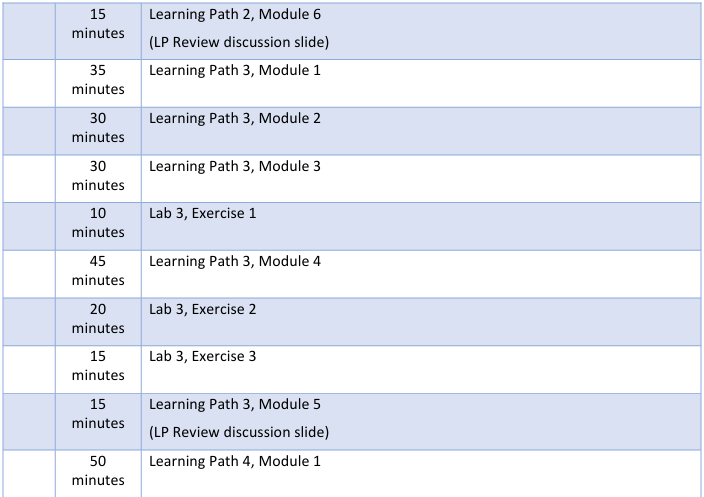 15
minutes
Learning Path 2, Module 6
(LP Review discussion slide)
35
minutes
Learning Path 3, Module 1
30
minutes
Learning Path 3, Module 2
30
minutes
Learning Path 3, Module 3
10
minutes
Lab 3, Exercise 1
45
minutes
Learning Path 3, Module 4
20
minutes
Lab 3, Exercise 2
15
minutes
Lab 3, Exercise 3
15
minutes
Learning Path 3, Module 5
(LP Review discussion slide)
50
minutes
Learning Path 4, Module 1